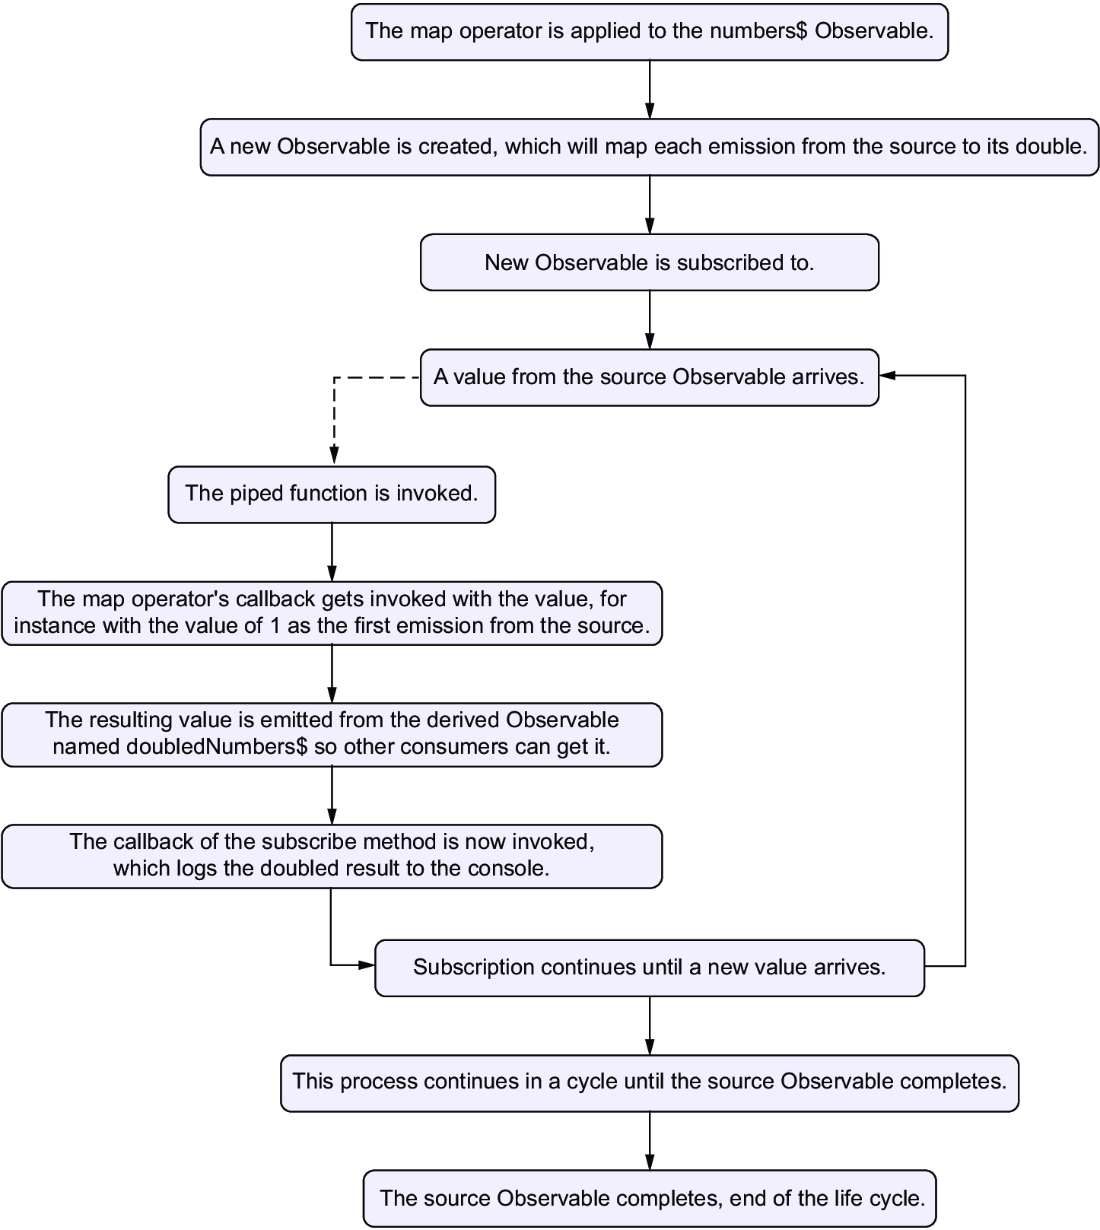 The map operator is applied to the numbers$ Observable.
A new Observable is created, which will map each emission from the source to its double.
New Observable is subscribed to.
A value from the source Observable arrives.
The piped function is invoked.
The map operator's callback gets invoked with the value, for
instance with the value of 1 as the first emission from the source.
The resulting value is emitted from the derived Observable
named doubledNumbers$ so other consumers can get it.
The callback of the subscribe method is now invoked,
which logs the doubled result to the console.
Subscription continues until a new value arrives.
This process continues in a cycle until the source Observable completes.
The source Observable completes, end of the life cycle.